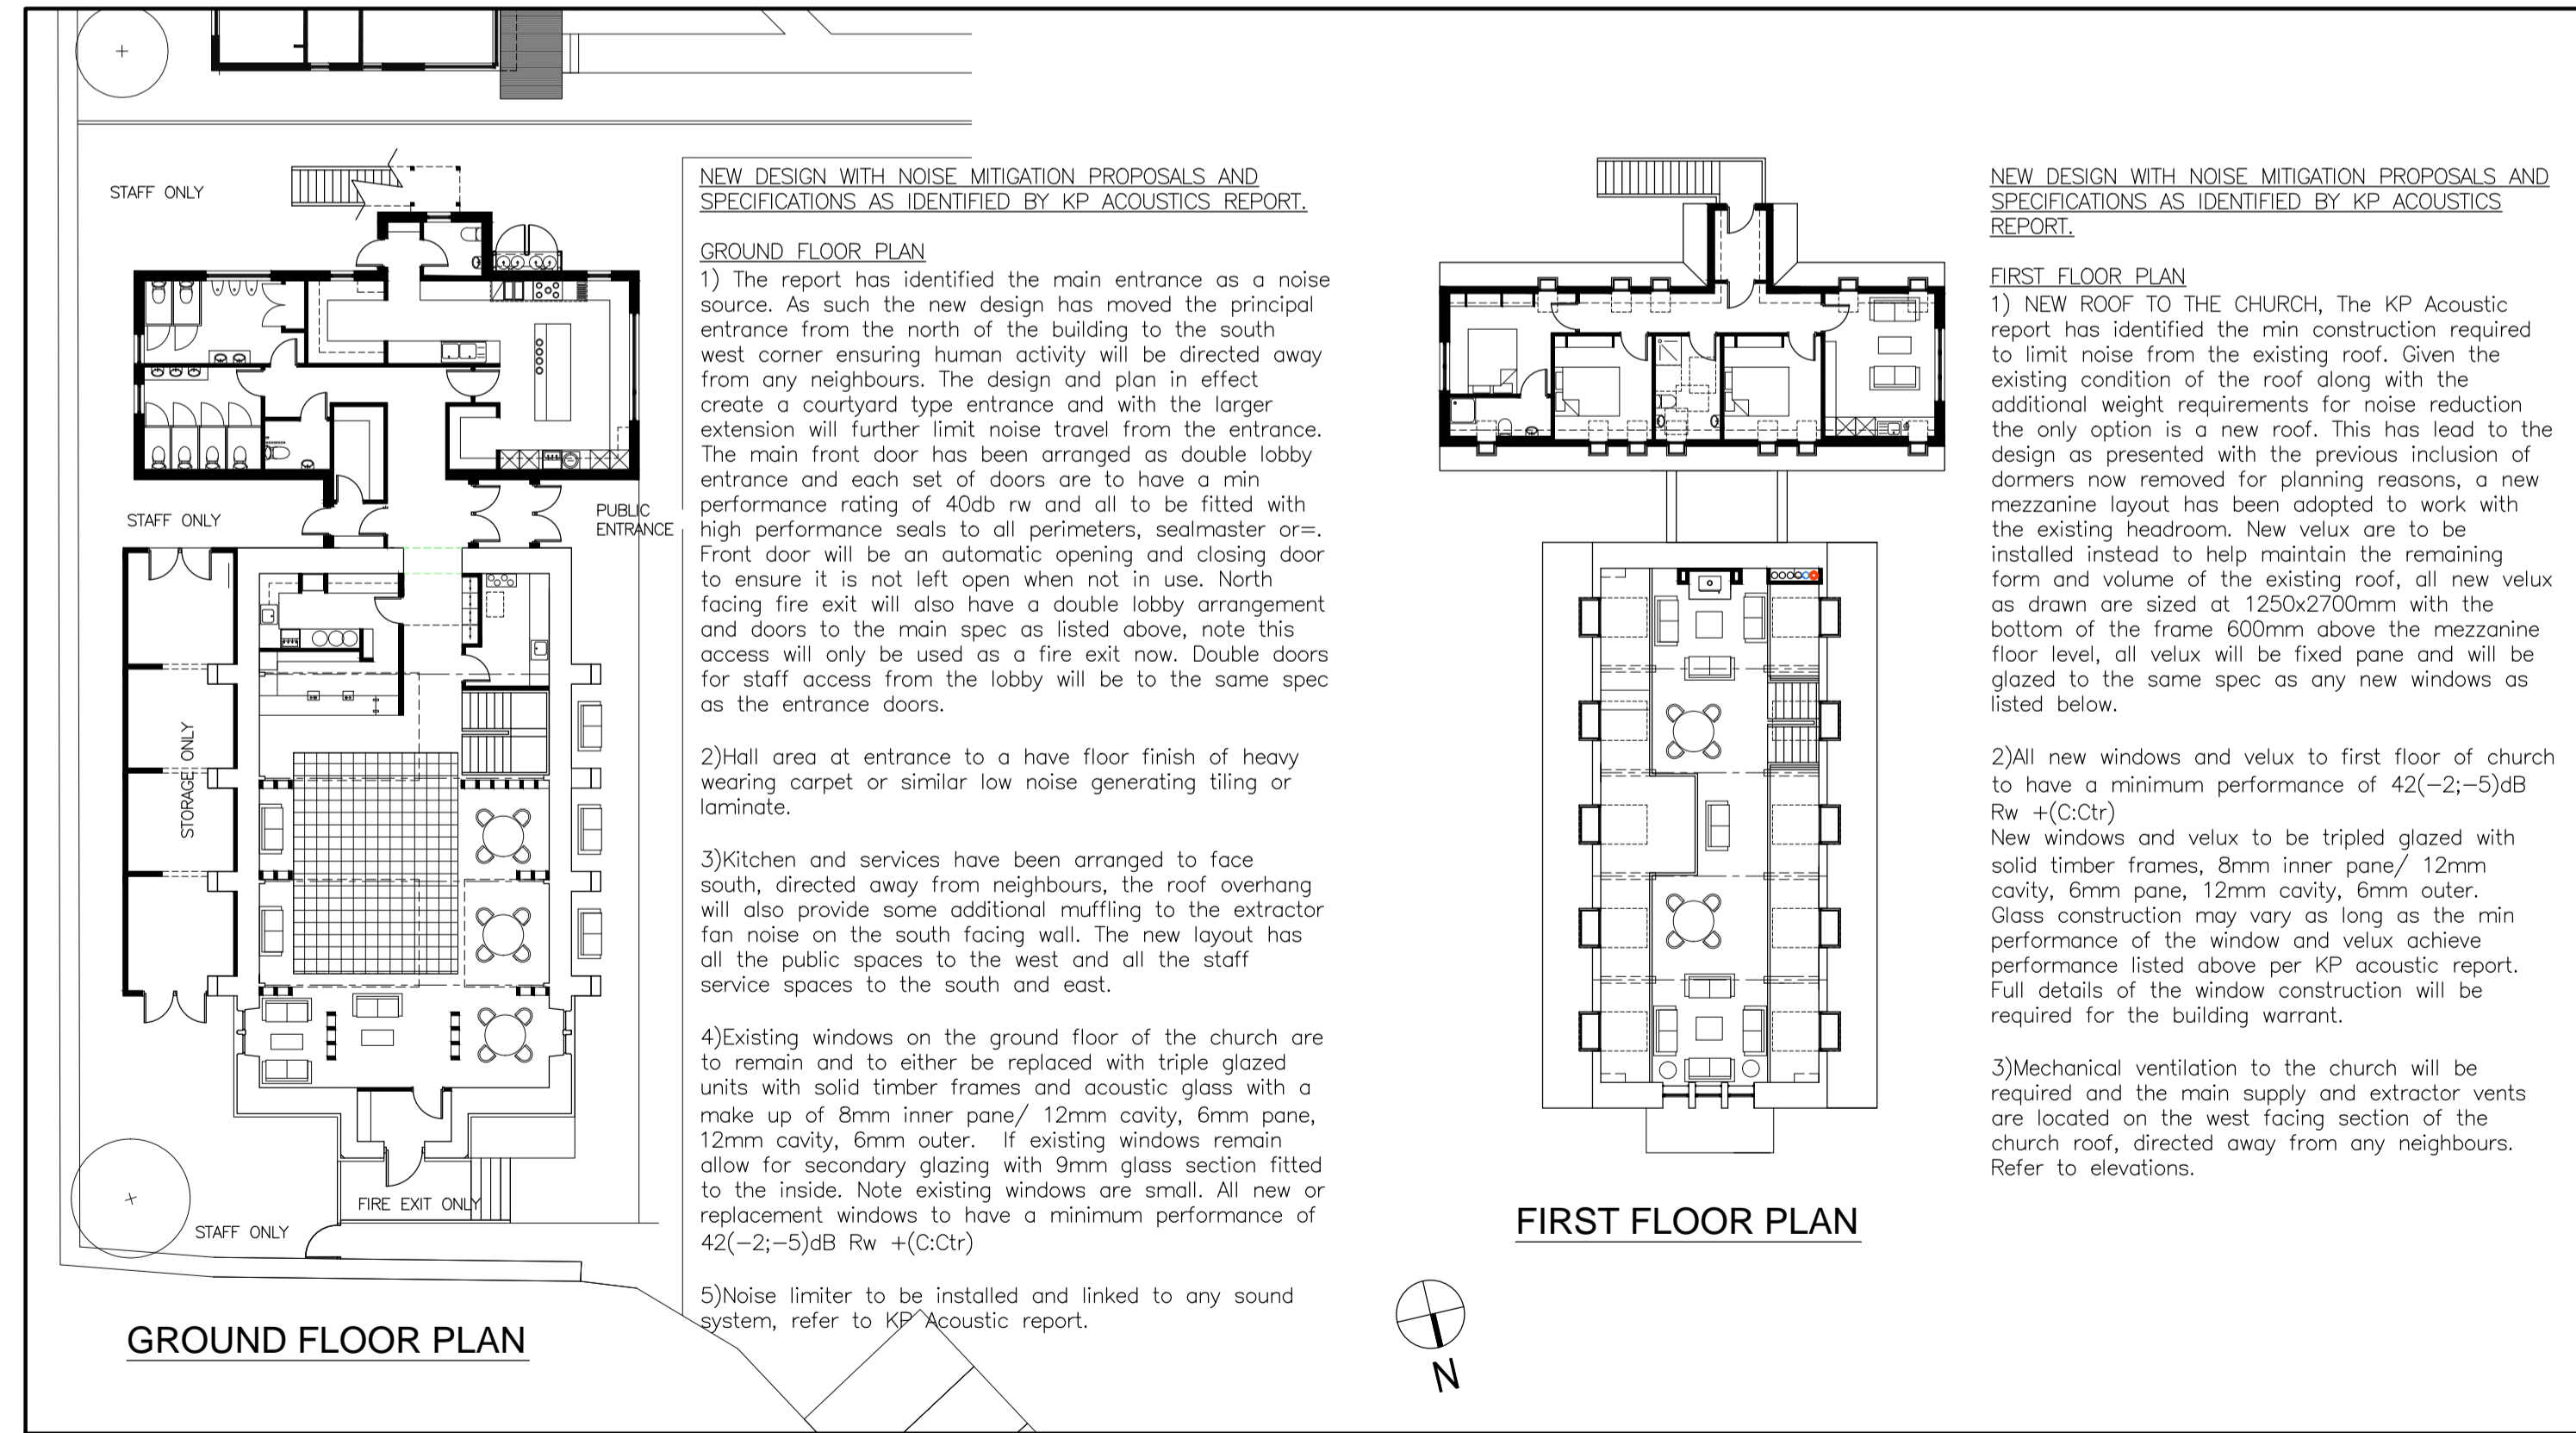 STAFF ONLY
STAFF ONLY
PUBLIC
ENTRANCE
STORAGE ONLY
FIRE EXIT ONLY
STAFF ONLY
GROUND FLOOR PLAN
NEW DESIGN WITH NOISE MITIGATION PROPOSALS AND
SPECIFICATIONS AS IDENTIFIED BY KP ACOUSTICS REPORT.
GROUND FLOOR PLAN
1) The report has identified the main entrance as a noise
source. As such the new design has moved the principal
entrance from the north of the building to the south
west corner ensuring human activity will be directed away
from any neighbours. The design and plan in effect
create a courtyard type entrance and with the larger
extension will further limit noise travel from the entrance.
The main front door has been arranged as double lobby
entrance and each set of doors are to have a min
performance rating of 40db rw and all to be fitted with
high performance seals to all perimeters, sealmaster or=.
Front door will be an automatic opening and closing door
to ensure it is not left open when not in use. North
facing fire exit will also have a double lobby arrangement
and doors to the main spec as listed above, note this
access will only be used as a fire exit now. Double doors
for staff access from the lobby will be to the same spec
as the entrance doors.
2)Hall area at entrance to a have floor finish of heavy
wearing carpet or similar low noise generating tiling or
laminate.
3)Kitchen and services have been arranged to face
south, directed away from neighbours, the roof overhang
will also provide some additional muffling to the extractor
fan noise on the south facing wall. The new layout has
all the public spaces to the west and all the staff
service spaces to the south and east.
4)Existing windows on the ground floor of the church are
to remain and to either be replaced with triple glazed
units with solid timber frames and acoustic glass with a
make up of 8mm inner pane/ 12mm cavity, 6mm pane,
12mm cavity, 6mm outer. If existing windows remain
allow for secondary glazing with 9mm glass section fitted
to the inside. Note existing windows are small. All new or
replacement windows to have a minimum performance of
42(-2;-5)dB Rw +(C:Ctr)
5)Noise limiter to be installed and linked to any sound
system, refer to KP Acoustic report.
FIRST FLOOR PLAN
N
NEW DESIGN WITH NOISE MITIGATION PROPOSALS AND
SPECIFICATIONS AS IDENTIFIED BY KP ACOUSTICS
REPORT.
FIRST FLOOR PLAN
1) NEW ROOF TO THE CHURCH, The KP Acoustic
report has identified the min construction required
to limit noise from the existing roof. Given the
existing condition of the roof along with the
additional weight requirements for noise reduction
the only option is a new roof. This has lead to the
design as presented with the previous inclusion of
dormers now removed for planning reasons, a new
mezzanine layout has been adopted to work with
the existing headroom. New velux are to be
installed instead to help maintain the remaining
form and volume of the existing roof, all new velux
as drawn are sized at 1250x2700mm with the
bottom of the frame 600mm above the mezzanine
floor level, all velux will be fixed pane and will be
glazed to the same spec as any new windows as
listed below.
2)All new windows and velux to first floor of church
to have a minimum performance of 42(-2;-5)dB
Rw +(C:Ctr)
New windows and velux to be tripled glazed with
solid timber frames, 8mm inner pane/ 12mm
cavity, 6mm pane, 12mm cavity, 6mm outer.
Glass construction may vary as long as the min
performance of the window and velux achieve
performance listed above per KP acoustic report.
Full details of the window construction will be
required for the building warrant.
3)Mechanical ventilation to the church will be
required and the main supply and extractor vents
are located on the west facing section of the
church roof, directed away from any neighbours.
Refer to elevations.